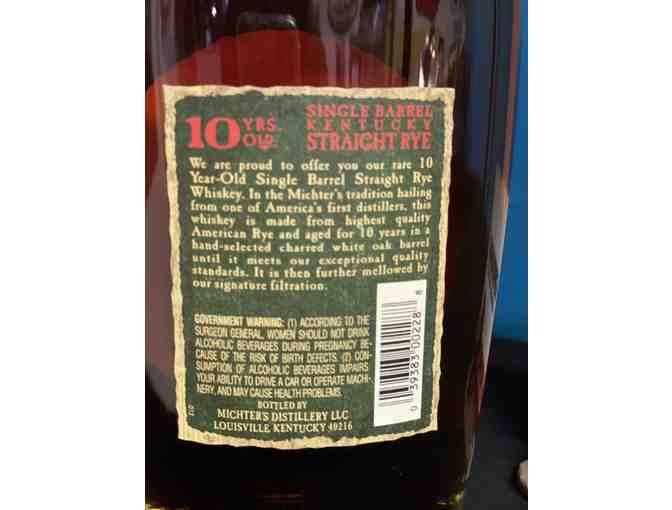 10 YRS. OLD
SINGLE BARREL
KENTUCKY
STRAIGHT RYE
We are proud to offer you our rare 10
Year-Old Single Barrel Straight Rye
Whiskey. In the Michter's tradition hailing
from one of America's first distillers, this
whiskey is made from highest quality
American Rye and aged for 10 years in a
hand-selected charred white oak barrel
until it meets our exceptional quality
standards. It is then further mellowed by
our signature filtration.
GOVERNMENT WARNING: (1) ACCORDING TO THE
SURGEON GENERAL, WOMEN SHOULD NOT DRINK
ALCOHOLIC BEVERAGES DURING PREGNANCY BE-
CAUSE OF THE RISK OF BIRTH DEFECTS. (2) CON-
SUMPTION OF ALCOHOLIC BEVERAGES IMPAIRS
YOUR ABILITY TO DRIVE A CAR OR OPERATE MACHI-
NERY, AND MAY CAUSE HEALTH PROBLEMS.
BOTTLED BY
MICHTER'S DISTILLERY LLC
LOUISVILLE, KENTUCKY 40216
0 39383 00228 8